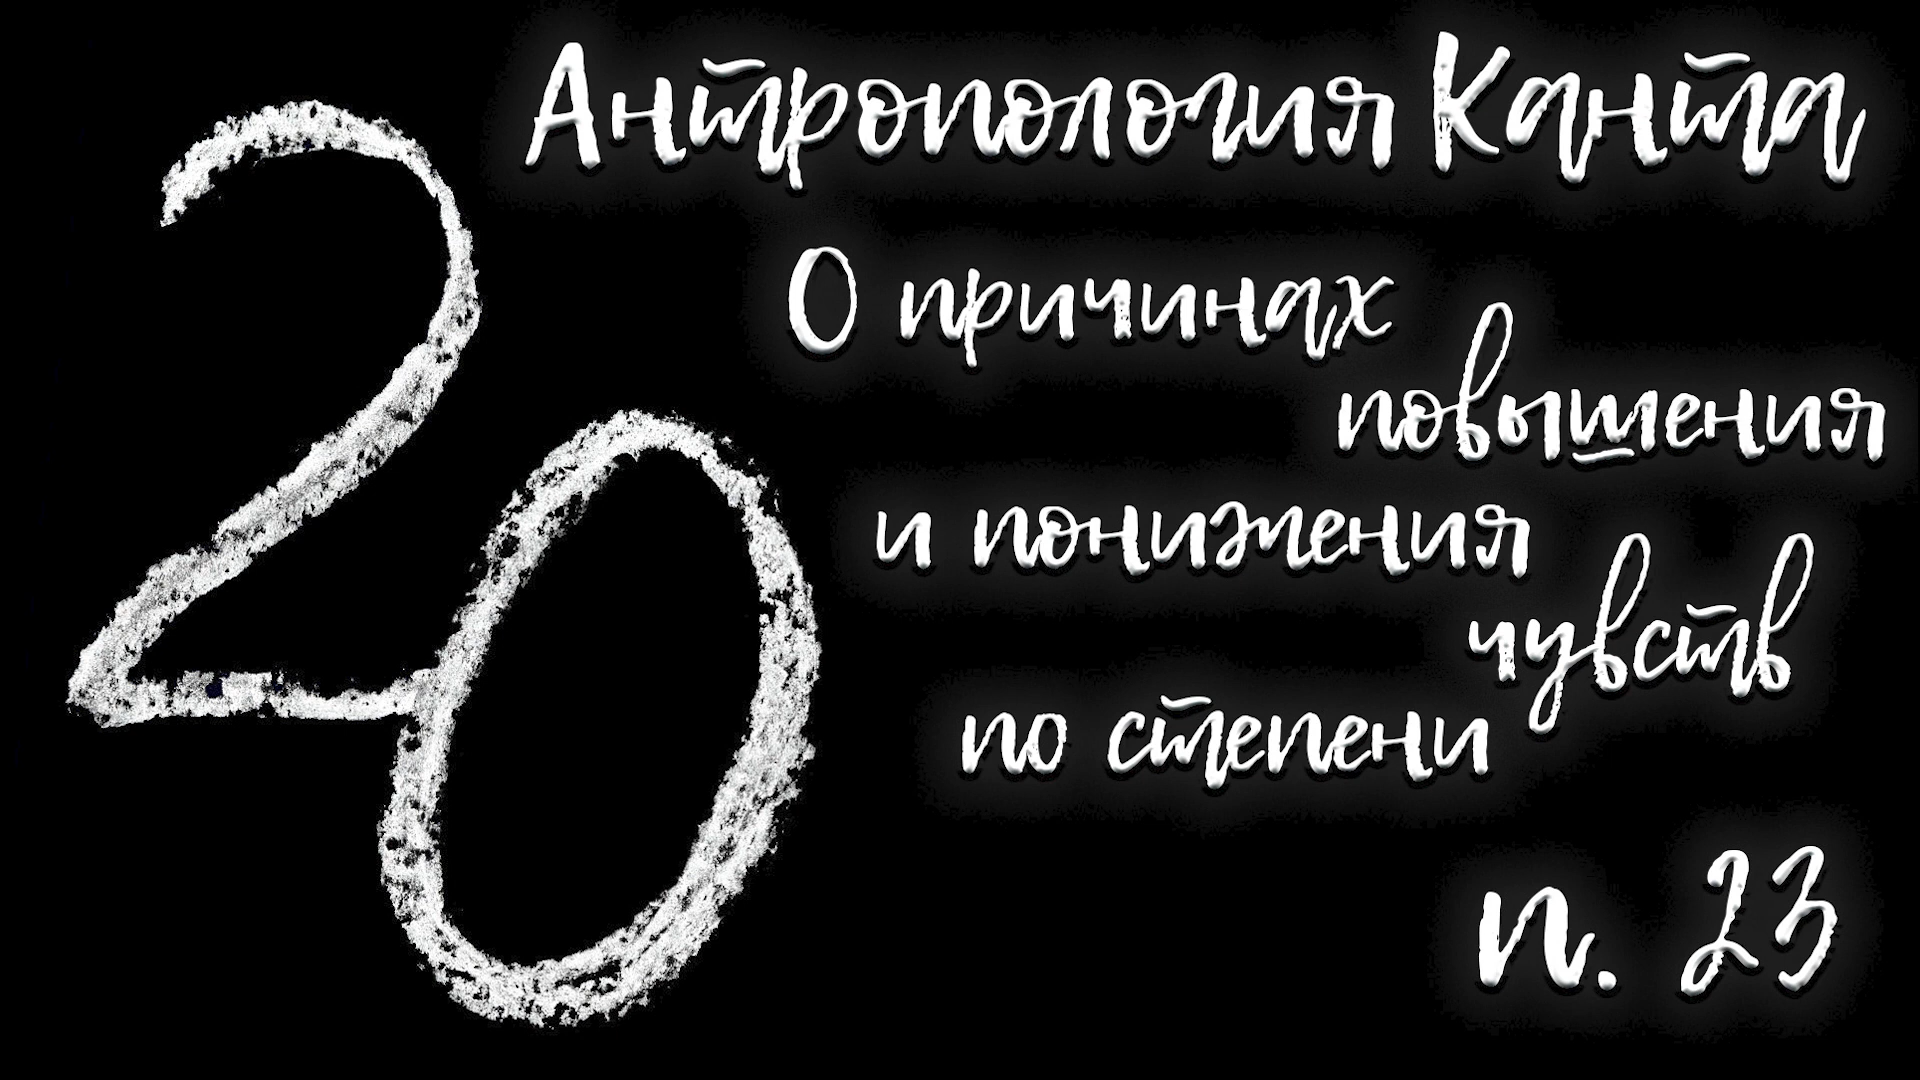 20
Антропология Канта
О причинах
повышения
и понижения
чувств
по степени
п. 23